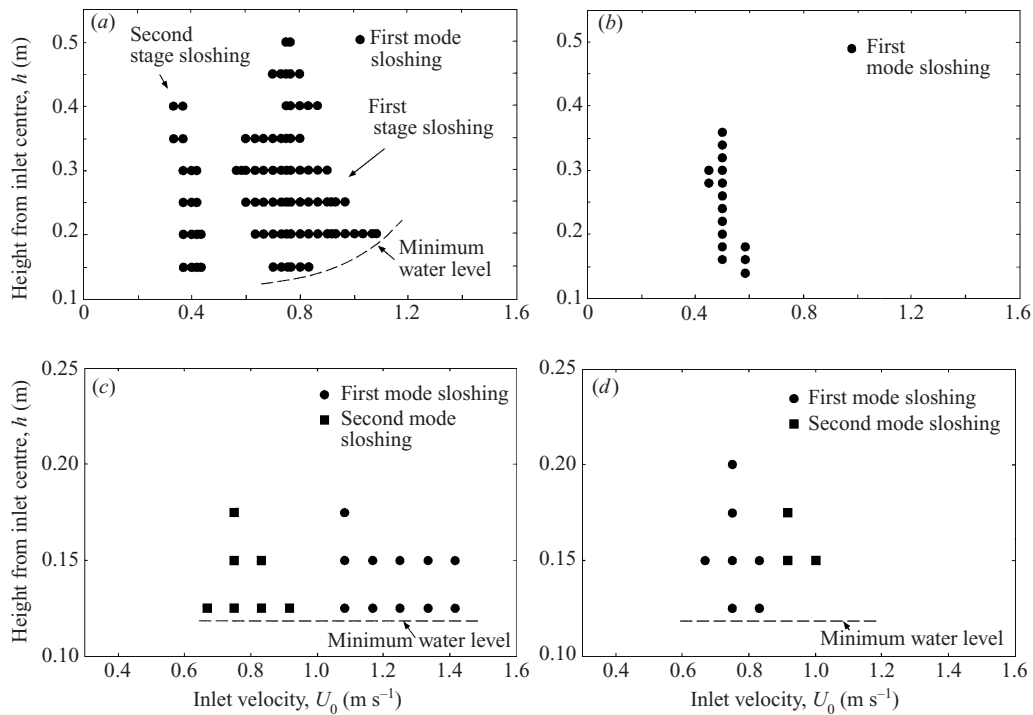 (a)
Second
stage sloshing
First mode
sloshing
First
stage sloshing
Minimum
water level
Height from inlet centre, h (m)
0.5
0.4
0.3
0.2
0.1
0
0.4
0.8
1.2
1.6
(b)
First
mode sloshing
0.5
0.4
0.3
0.2
0.1
0
0.4
0.8
1.2
1.6
(c)
First mode sloshing
Second mode
sloshing
Minimum water level
Height from inlet centre, h (m)
0.25
0.20
0.15
0.10
0.4
0.6
0.8
1.0
1.2
1.4
1.6
Inlet velocity, U0 (m s–1)
(d)
First mode sloshing
Second mode sloshing
Minimum water level
0.25
0.20
0.15
0.10
0.4
0.6
0.8
1.0
1.2
1.4
1.6
Inlet velocity, U0 (m s–1)